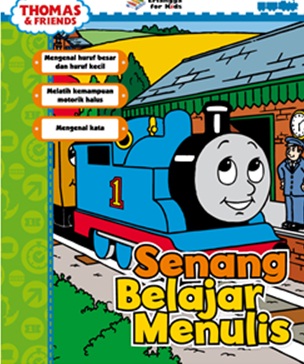 THOMAS
& FRIENDS
Erlangga
for Kids
Mengenal huruf besar
dan huruf kecil
Melatih kemampuan
motorik halus
Mengenal kata
1
Senang
Belajar
Menulis